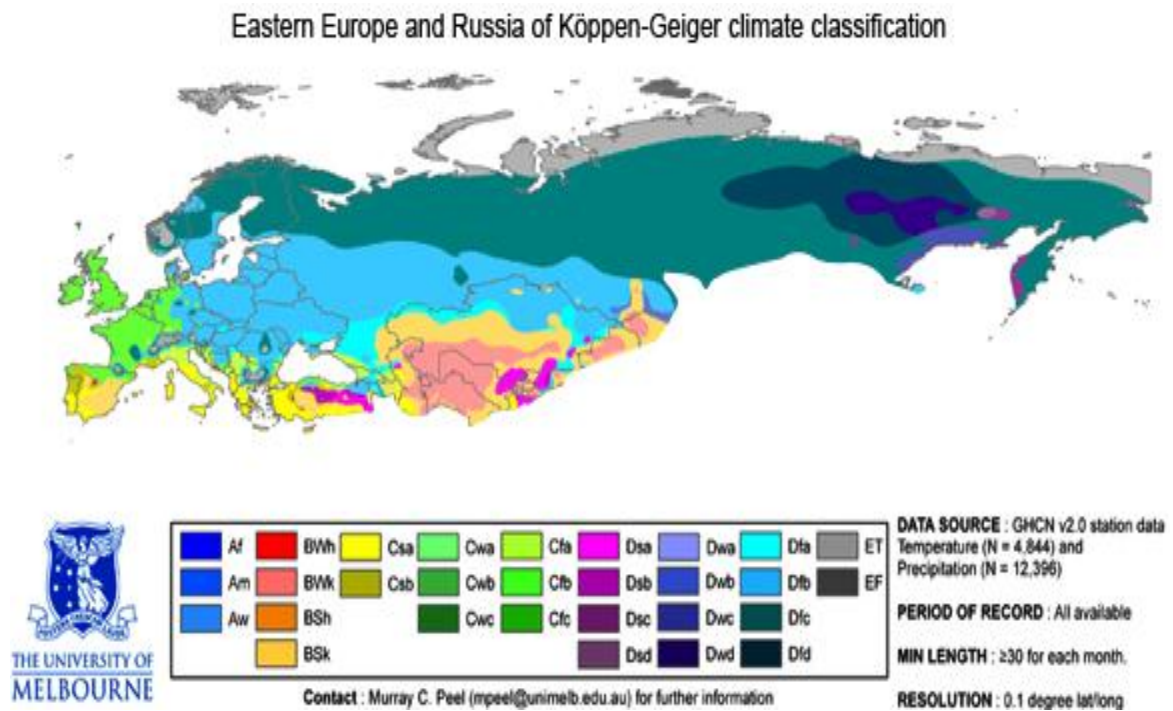 Eastern Europe and Russia of Köppen-Geiger climate classification
THE UNIVERSITY OF
MELBOURNE
Af BWh Csa Cwa Cfa Dsa Dwa Dfa ET
Am BWk Csb Cwb Cfb Dsb Dwb Dfb EF
Aw BSh Cwc Cfc Dsc Dwc Dfc
BSk Dsd Dwd Dfd
Contact : Murray C. Peel (mpeel@unimelb.edu.au) for further information
DATA SOURCE : GHCN v2.0 station data
Temperature (N = 4,844) and
Precipitation (N = 12,396)
PERIOD OF RECORD : All available
MIN LENGTH : ≥30 for each month.
RESOLUTION : 0.1 degree lat/long